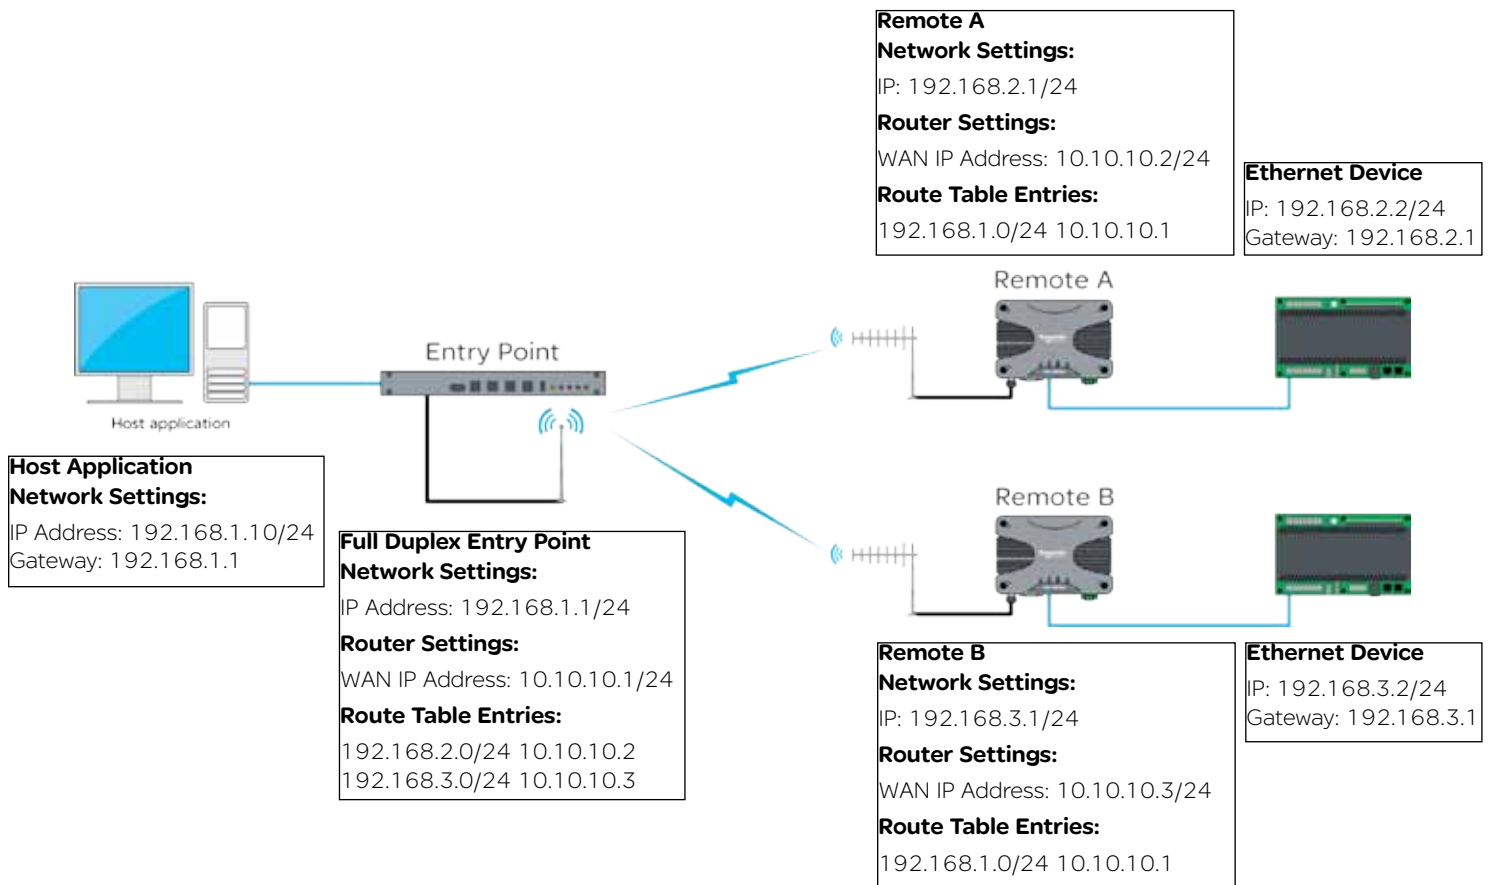 Remote A
Network Settings:
IP: 192.168.2.1/24
Router Settings:
WAN IP Address: 10.10.10.2/24
Route Table Entries:
192.168.1.0/24 10.10.10.1
Ethernet Device
IP: 192.168.2.2/24
Gateway: 192.168.2.1
Remote A
Entry Point
Host application
Host Application
Network Settings:
IP Address: 192.168.1.10/24
Gateway: 192.168.1.1
Full Duplex Entry Point
Network Settings:
IP Address: 192.168.1.1/24
Router Settings:
WAN IP Address: 10.10.10.1/24
Route Table Entries:
192.168.2.0/24 10.10.10.2
192.168.3.0/24 10.10.10.3
Remote B
Remote B
Network Settings:
IP: 192.168.3.1/24
Router Settings:
WAN IP Address: 10.10.10.3/24
Route Table Entries:
192.168.1.0/24 10.10.10.1
Ethernet Device
IP: 192.168.3.2/24
Gateway: 192.168.3.1